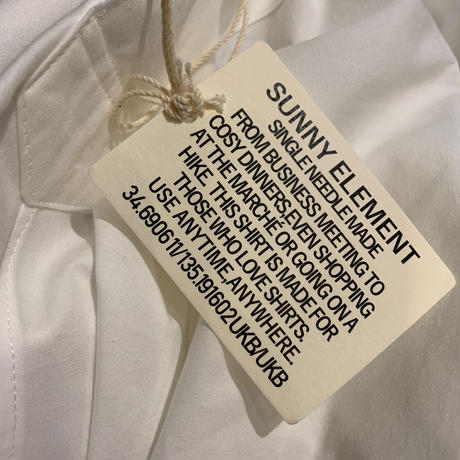 SUNNY ELEMENT
SINGLE NEEDLE MADE
FROM BUSINESS MEETING TO
COSY DINNERS,EVEN SHOPPING
AT THE MARCHÉ OR GOING ON A
HIKE. THIS SHIRT IS MADE FOR
THOSE WHO LOVE SHIRTS.
USE ANYTIME,ANYWHERE.
34.690611/135.191602 UKB/UKB